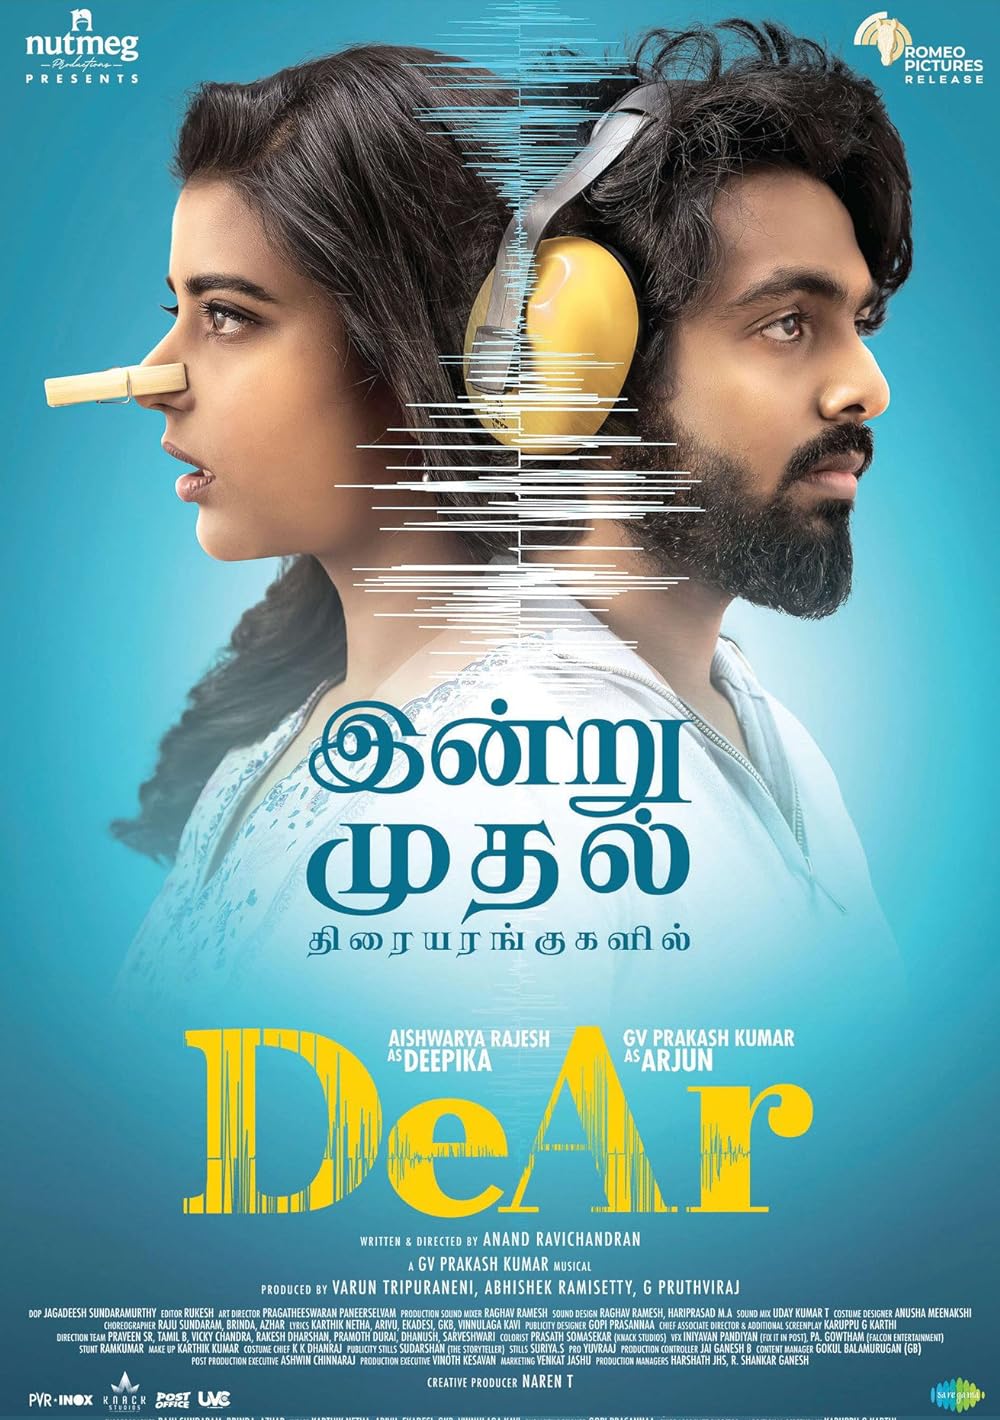 nutmeg
Productions
PRESENTS
ROMEO
PICTURES
RELEASE
இன்று
முதல்
திரையரங்குகளில்
AISHWARYA RAJESH
AS DEEPIKA
GV PRAKASH KUMAR
AS ARJUN
DeAr
WRITTEN & DIRECTED BY ANAND RAVICHANDRAN
A GV PRAKASH KUMAR MUSICAL
PRODUCED BY VARUN TRIPURANENI, ABHISHEK RAMISETTY, G PRUTHVIRAJ
DOP JAGADEESH SUNDARAMURTHY EDITOR RUKESH ART DIRECTOR PRAGATHEESWARAN PANEERSELVAM PRODUCTION SOUND MIXER RAGHAV RAMESH SOUND DESIGN RAGHAV RAMESH, HARIPRASAD M.A SOUND MIX UDAY KUMAR T COSTUME DESIGNER ANUSHA MEENAKSHI
CHOREOGRAPHER RAJU SUNDARAM, BRINDA, AZHAR LYRICS KARTHIK NETHA, ARIVU, EKADESI, GKB, VINNULAGA KAVI PUBLICITY DESIGNER GOPI PRASANNAA CHIEF ASSOCIATE DIRECTOR & ADDITIONAL SCREENPLAY KARUPPU G KARTHI
DIRECTION TEAM PRAVEEN SR, TAMIL B, VICKY CHANDRA, RAKESH DHARSHAN, PRAMOTH DURAI, DHANUSH, SARVESHWARI COLORIST PRASATH SOMASEKAR (KNACK STUDIOS) VFX INIYAVAN PANDIYAN (FIX IT IN POST), PA. GOWTHAM (FALCON ENTERTAINMENT)
STUNT RAMKUMAR MAKE UP KARTHIK KUMAR COSTUME CHIEF K K DHANRAJ PUBLICITY STILLS SUDARSHAN (THE STORYTELLER) STILLS SURIYA.S PRO YUVRAAJ PRODUCTION CONTROLLER JAI GANESH B CONTENT MANAGER GOKUL BALAMURUGAN (GB)
POST PRODUCTION EXECUTIVE ASHWIN CHINNARAJ PRODUCTION EXECUTIVE VINOTH KESAVAN MARKETING VENKAT JASHU PRODUCTION MANAGERS HARSHATH JHS, R. SHANKAR GANESH
CREATIVE PRODUCER NAREN T
PVR INOX
KNACK
STUDIOS
POST
OFFICE
UVC
saregama